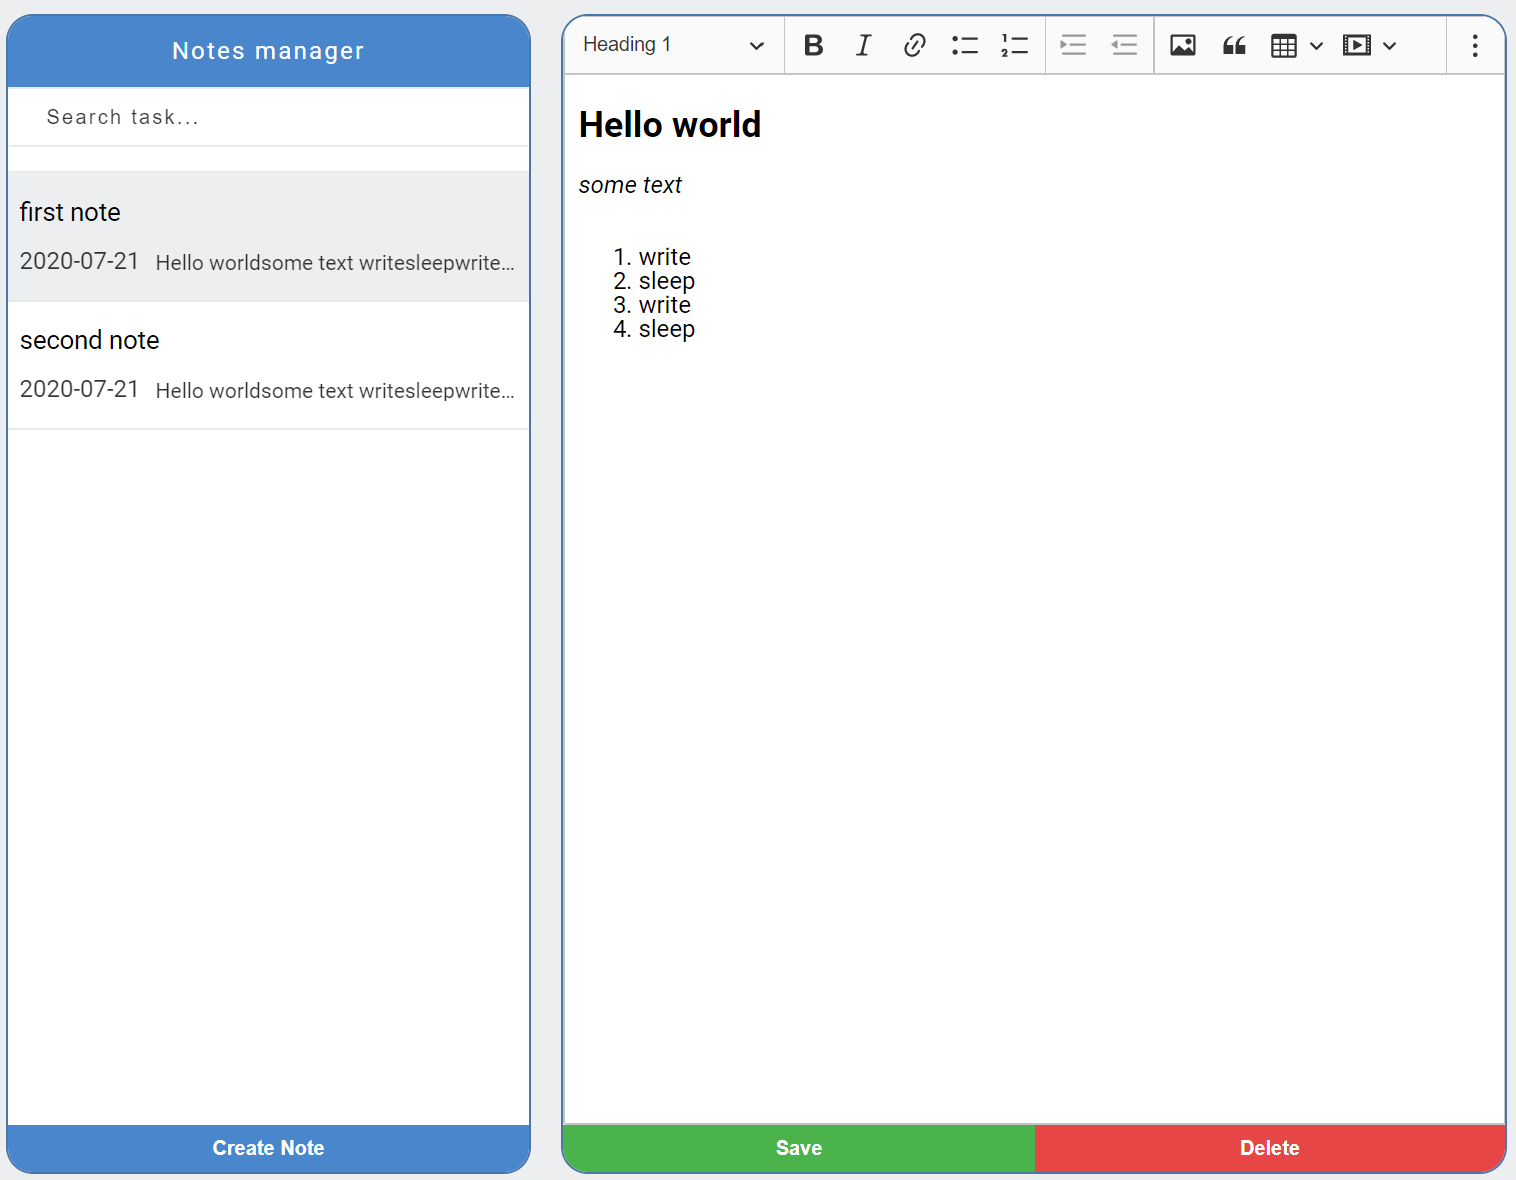 Notes manager
Search task...
first note
2020-07-21 Hello worldsome text writesleepwrite...
second note
2020-07-21 Hello worldsome text writesleepwrite...
Create Note
Heading 1
Hello world
some text
1. write
2. sleep
3. write
4. sleep
Save Delete